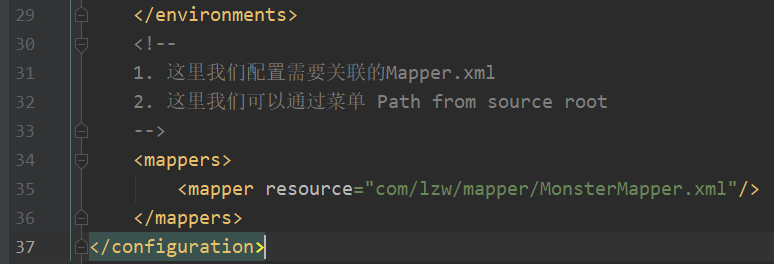 29 </environments>
30 <!--
31 1. 这里我们配置需要关联的Mapper.xml
32 2. 这里我们可以通过菜单 Path from source root
33 -->
34 <mappers>
35 <mapper resource="com/lzw/mapper/MonsterMapper.xml"/>
36 </mappers>
37 </configuration>